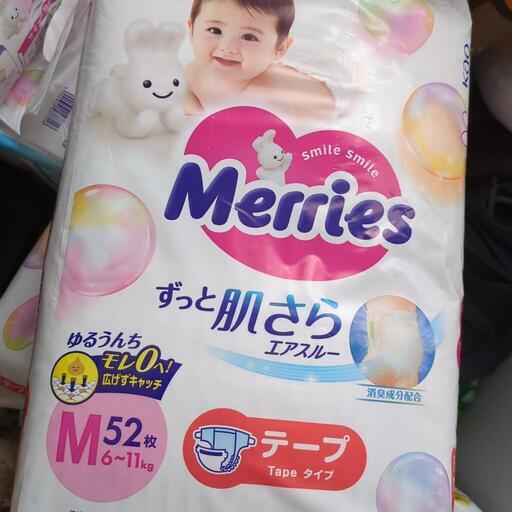 Kao
Smile Smile
Merries
ずっと肌さら
エアスルー
ゆるうんち
モレ0へ!
広げずキャッチ
消臭成分配合
M 52枚
6~11kg
テープ
Tape タイプ